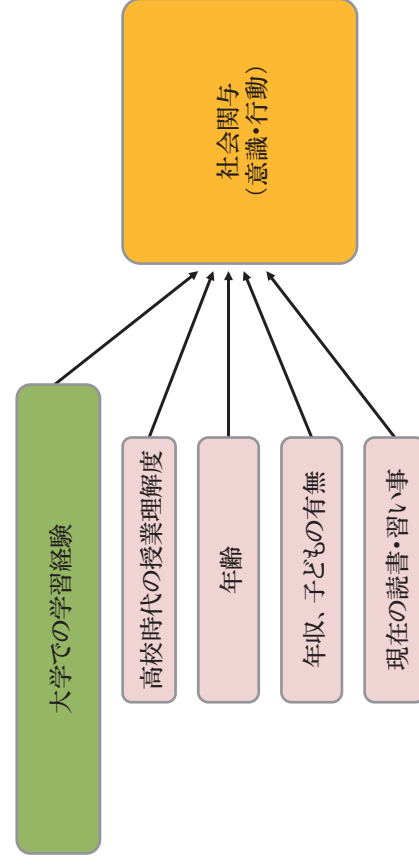 大学での学習経験
高校時代の授業理解度
年齢
年収、子どもの有無
現在の読書・習い事
社会関与
（意識・行動）